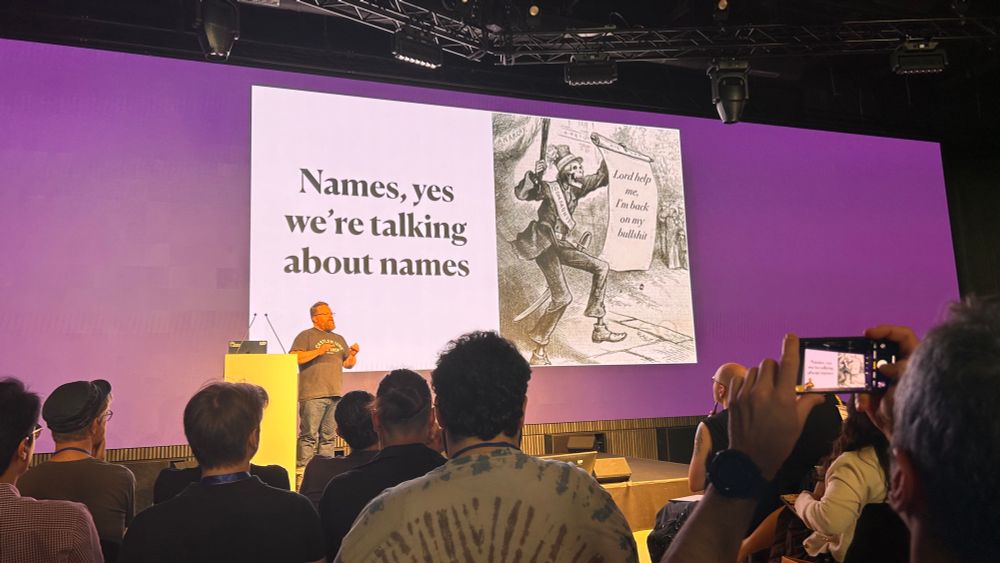 Names, yes
we're talking
about names
Lord help
me,
I'm back
on my
bullshit